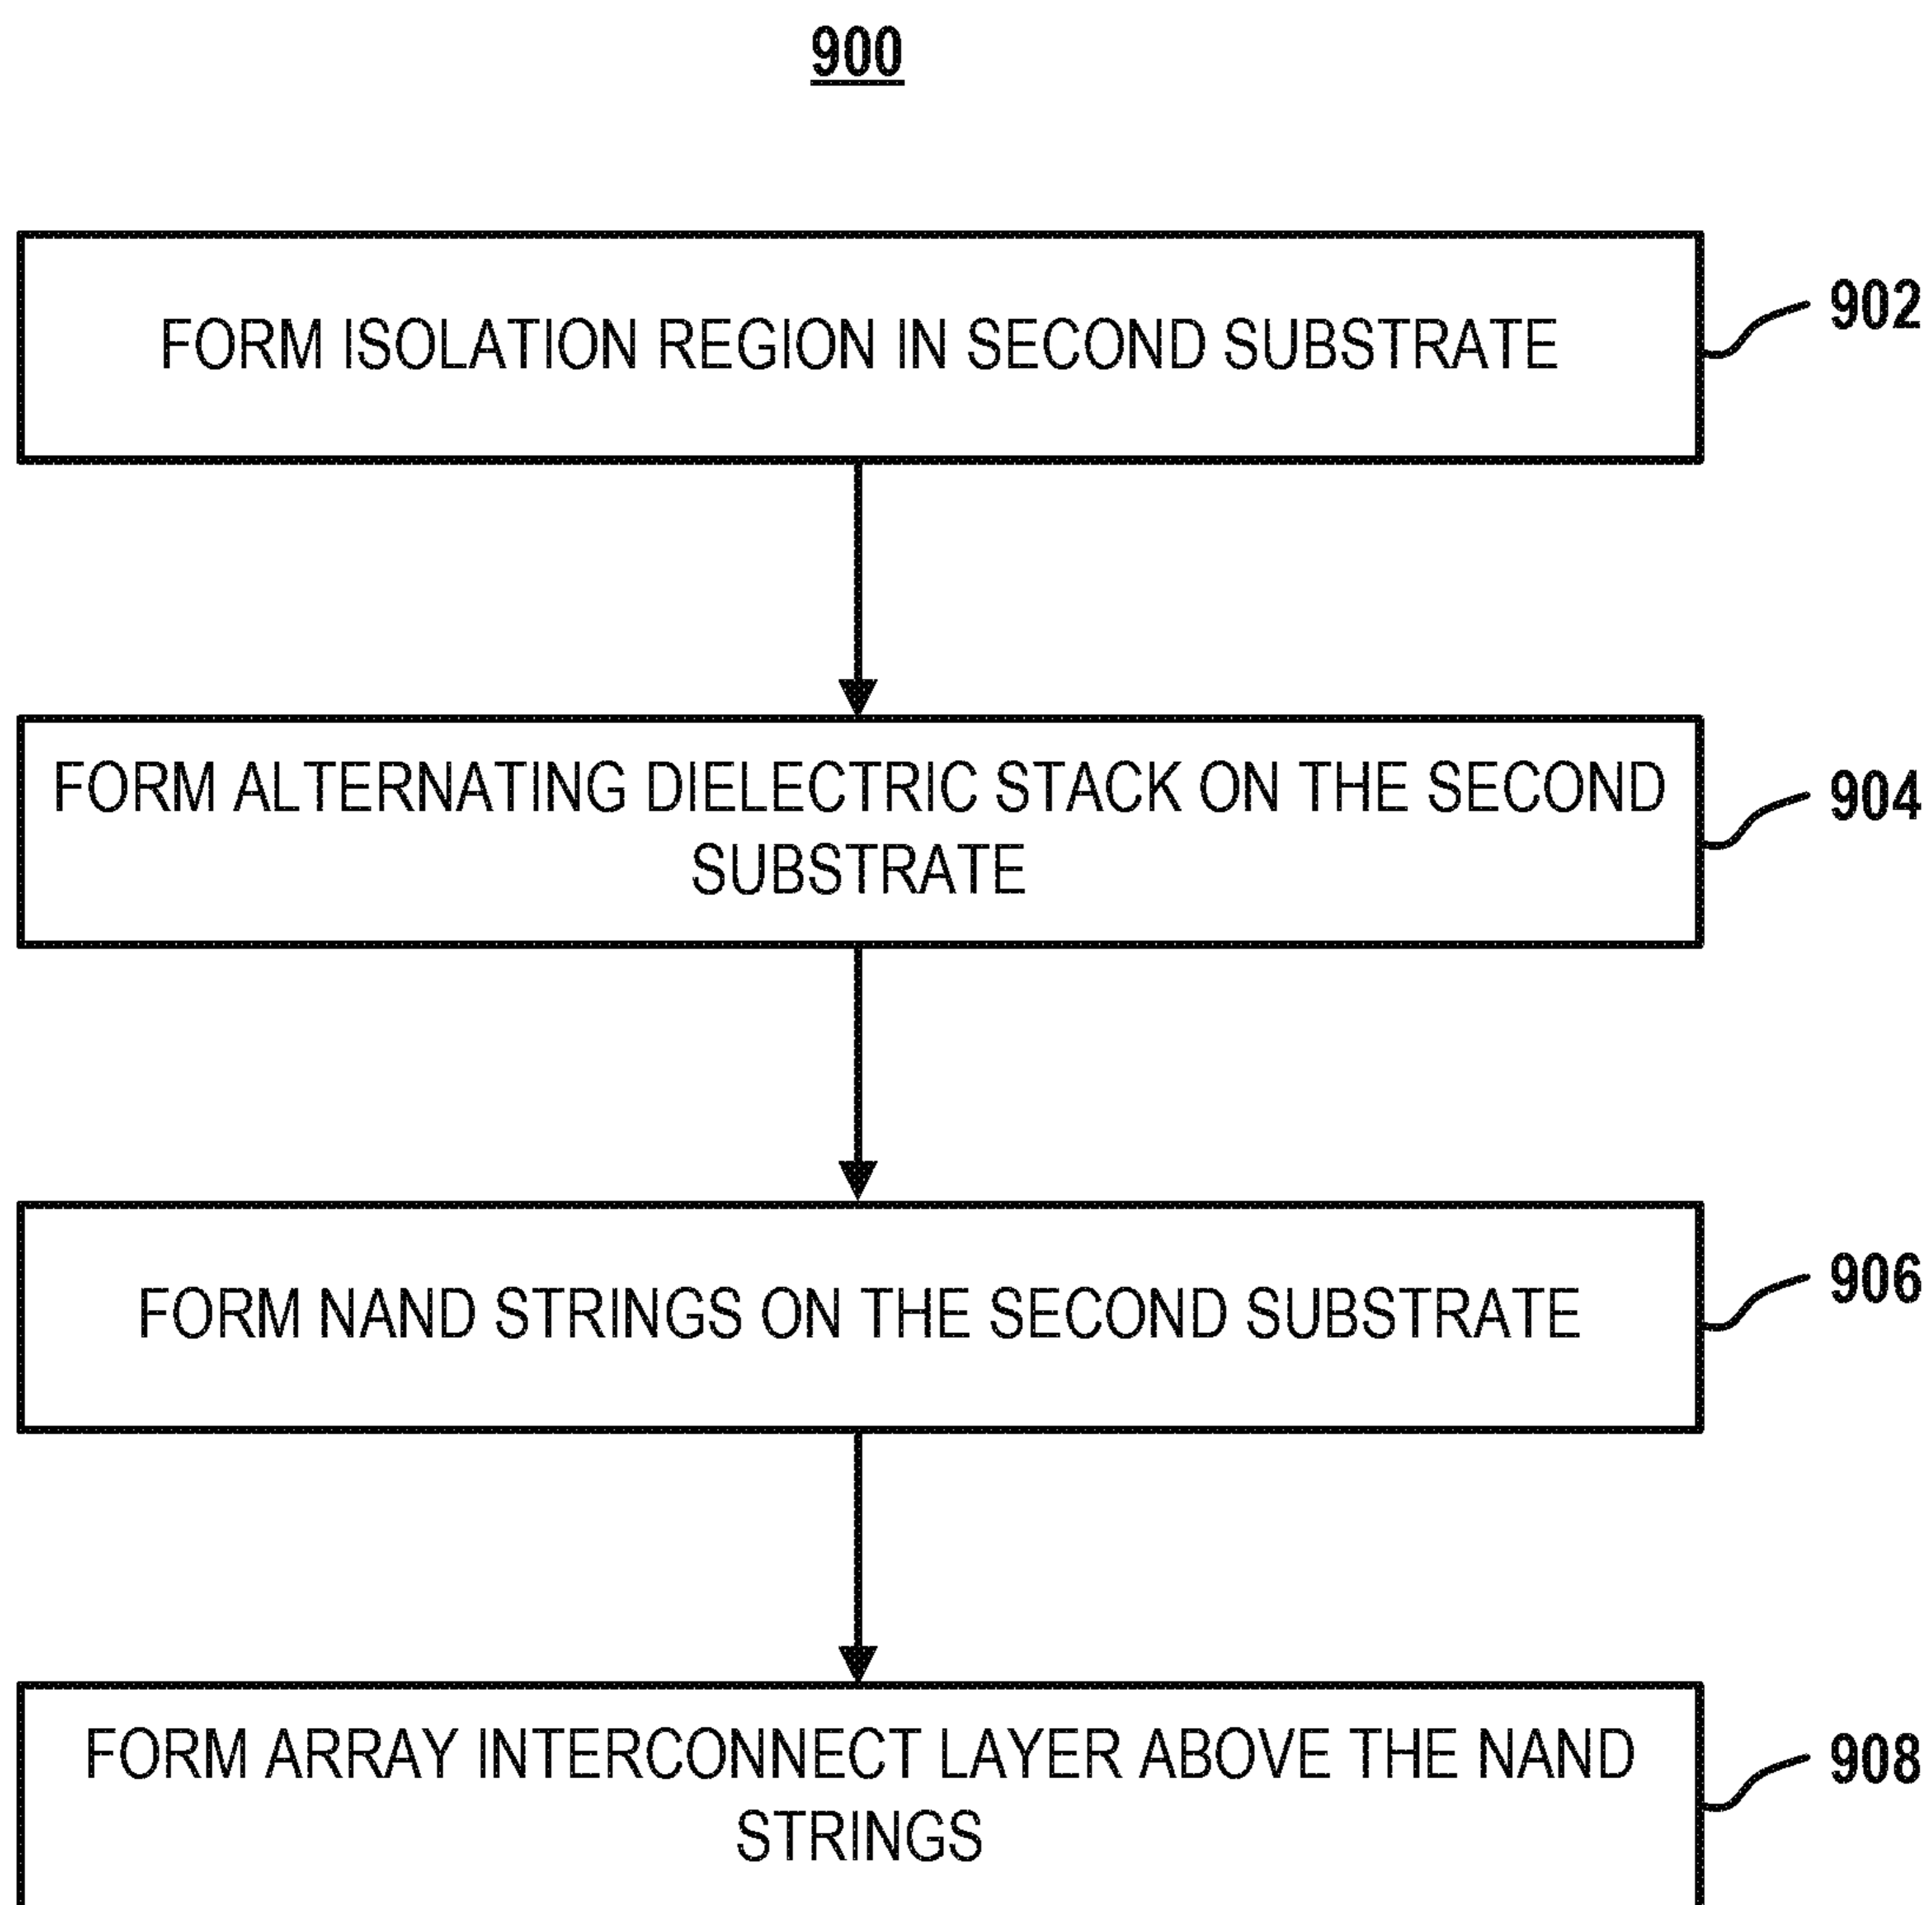 900
FORM ISOLATION REGION IN SECOND SUBSTRATE
902
FORM ALTERNATING DIELECTRIC STACK ON THE SECOND
SUBSTRATE
904
FORM NAND STRINGS ON THE SECOND SUBSTRATE
906
FORM ARRAY INTERCONNECT LAYER ABOVE THE NAND
STRINGS
908